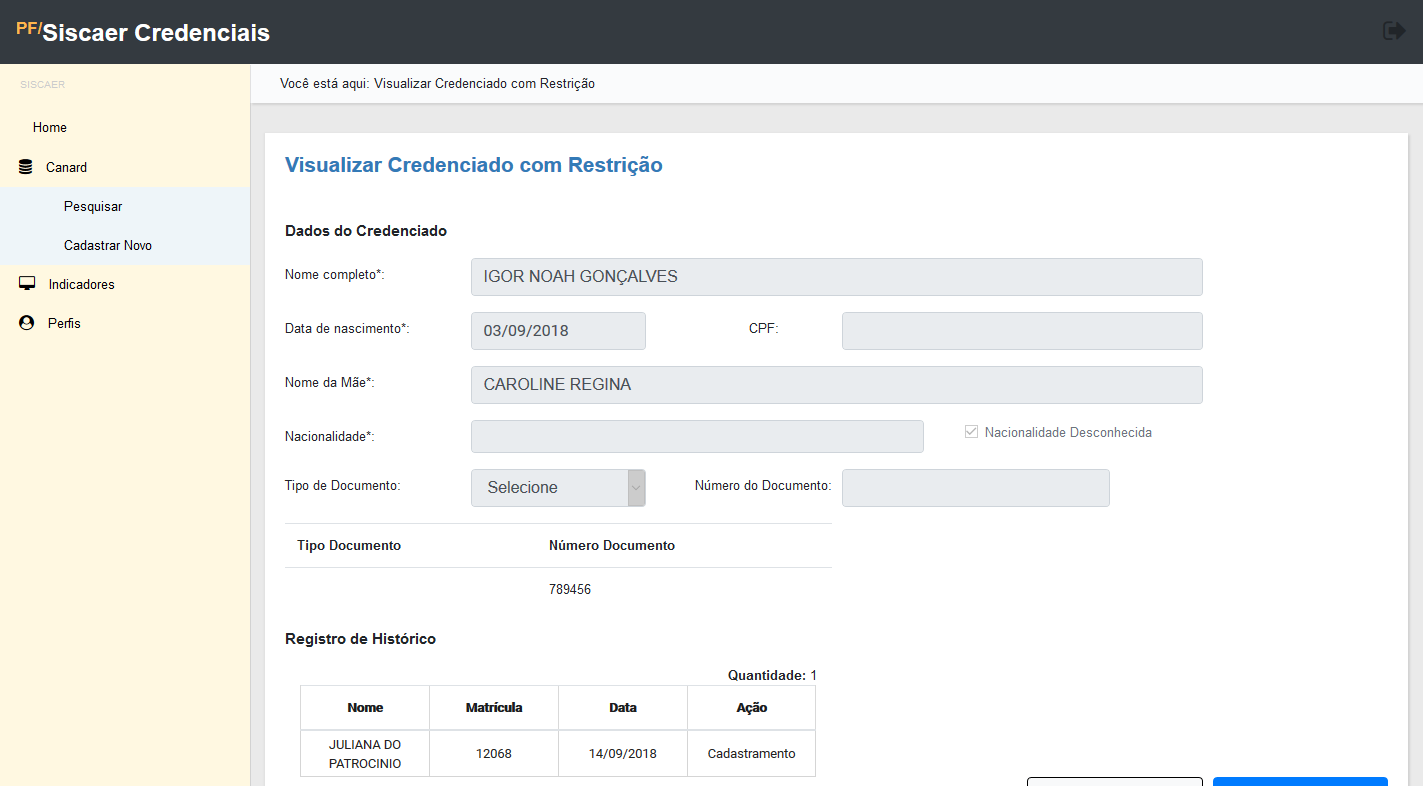 PF/Siscaer Credenciais
SISCAER
Você está aqui: Visualizar Credenciado com Restrição
Home
Canard
Pesquisar
Cadastrar Novo
Indicadores
Perfis
Visualizar Credenciado com Restrição
Dados do Credenciado
Nome completo*: IGOR NOAH GONÇALVES
Data de nascimento*: 03/09/2018 CPF:
Nome da Mãe*: CAROLINE REGINA
Nacionalidade*: Nacionalidade Desconhecida
Tipo de Documento: Selecione Número do Documento:
Tipo Documento Número Documento
789456
Registro de Histórico
Quantidade: 1
Nome Matrícula Data Ação
JULIANA DO PATROCINIO 12068 14/09/2018 Cadastramento